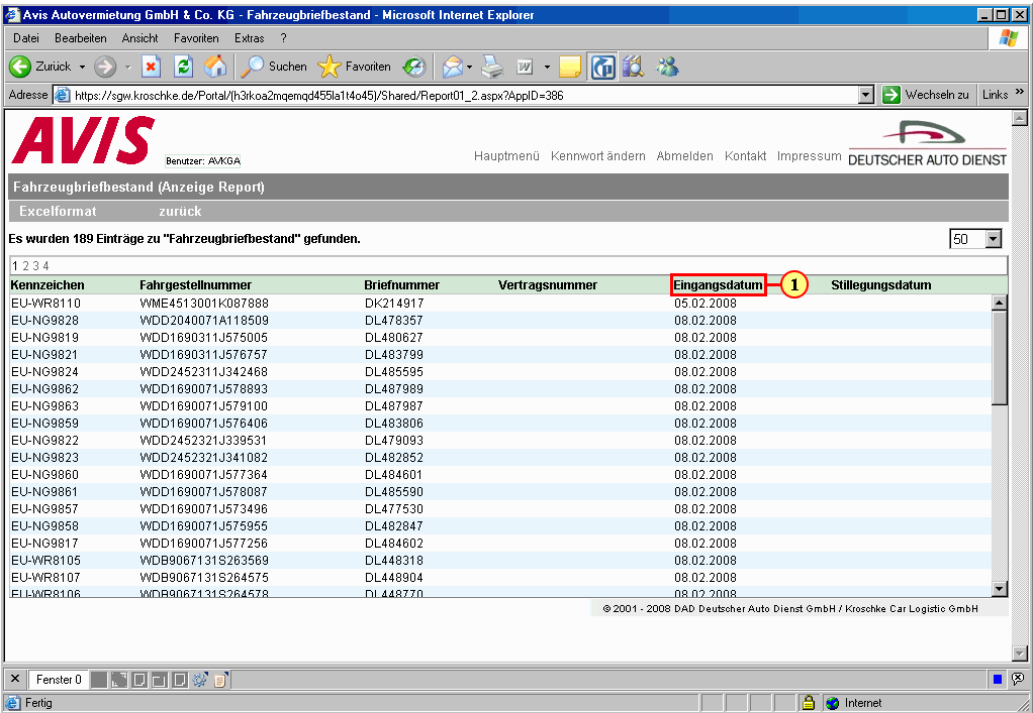 Avis Autovermietung GmbH & Co. KG - Fahrzeugbriefbestand - Microsoft Internet Explorer
Datei Bearbeiten Ansicht Favoriten Extras ?
Zurück Suchen Favoriten
Adresse https://sgw.kroschke.de/Portal/(h3rkoa2mqemqd455la1t4o45)/Shared/Report01_2.aspx?AppID=386 Wechseln zu Links »
AVIS Benutzer: AVKGA Hauptmenü Kennwort ändern Abmelden Kontakt Impressum DEUTSCHER AUTO DIENST
Fahrzeugbriefbestand (Anzeige Report)
Excelformat zurück
Es wurden 189 Einträge zu "Fahrzeugbriefbestand" gefunden. 50
1 2 3 4
Kennzeichen Fahrgestellnummer Briefnummer Vertragsnummer Eingangsdatum 1 Stillegungsdatum
EU-WR8110 WME4513001K087888 DK214917 05.02.2008
EU-NG9828 WDD2040071A118509 DL478357 08.02.2008
EU-NG9819 WDD1690311J575005 DL480627 08.02.2008
EU-NG9821 WDD1690311J576757 DL483799 08.02.2008
EU-NG9824 WDD2452311J342468 DL485595 08.02.2008
EU-NG9862 WDD1690071J578893 DL487989 08.02.2008
EU-NG9863 WDD1690071J579100 DL487987 08.02.2008
EU-NG9859 WDD1690071J576406 DL483806 08.02.2008
EU-NG9822 WDD2452321J339531 DL479093 08.02.2008
EU-NG9823 WDD2452321J341082 DL482852 08.02.2008
EU-NG9860 WDD1690071J577364 DL484601 08.02.2008
EU-NG9861 WDD1690071J578087 DL485590 08.02.2008
EU-NG9857 WDD1690071J573496 DL477530 08.02.2008
EU-NG9858 WDD1690071J575955 DL482847 08.02.2008
EU-NG9817 WDD1690071J577256 DL484602 08.02.2008
EU-WR8105 WDB9067131S263569 DL448318 08.02.2008
EU-WR8107 WDB9067131S264575 DL448904 08.02.2008
EU-WR8106 WDB9067131S264578 DL448770 08.02.2008
© 2001 - 2008 DAD Deutscher Auto Dienst GmbH / Kroschke Car Logistic GmbH
Fenster 0
Fertig Internet